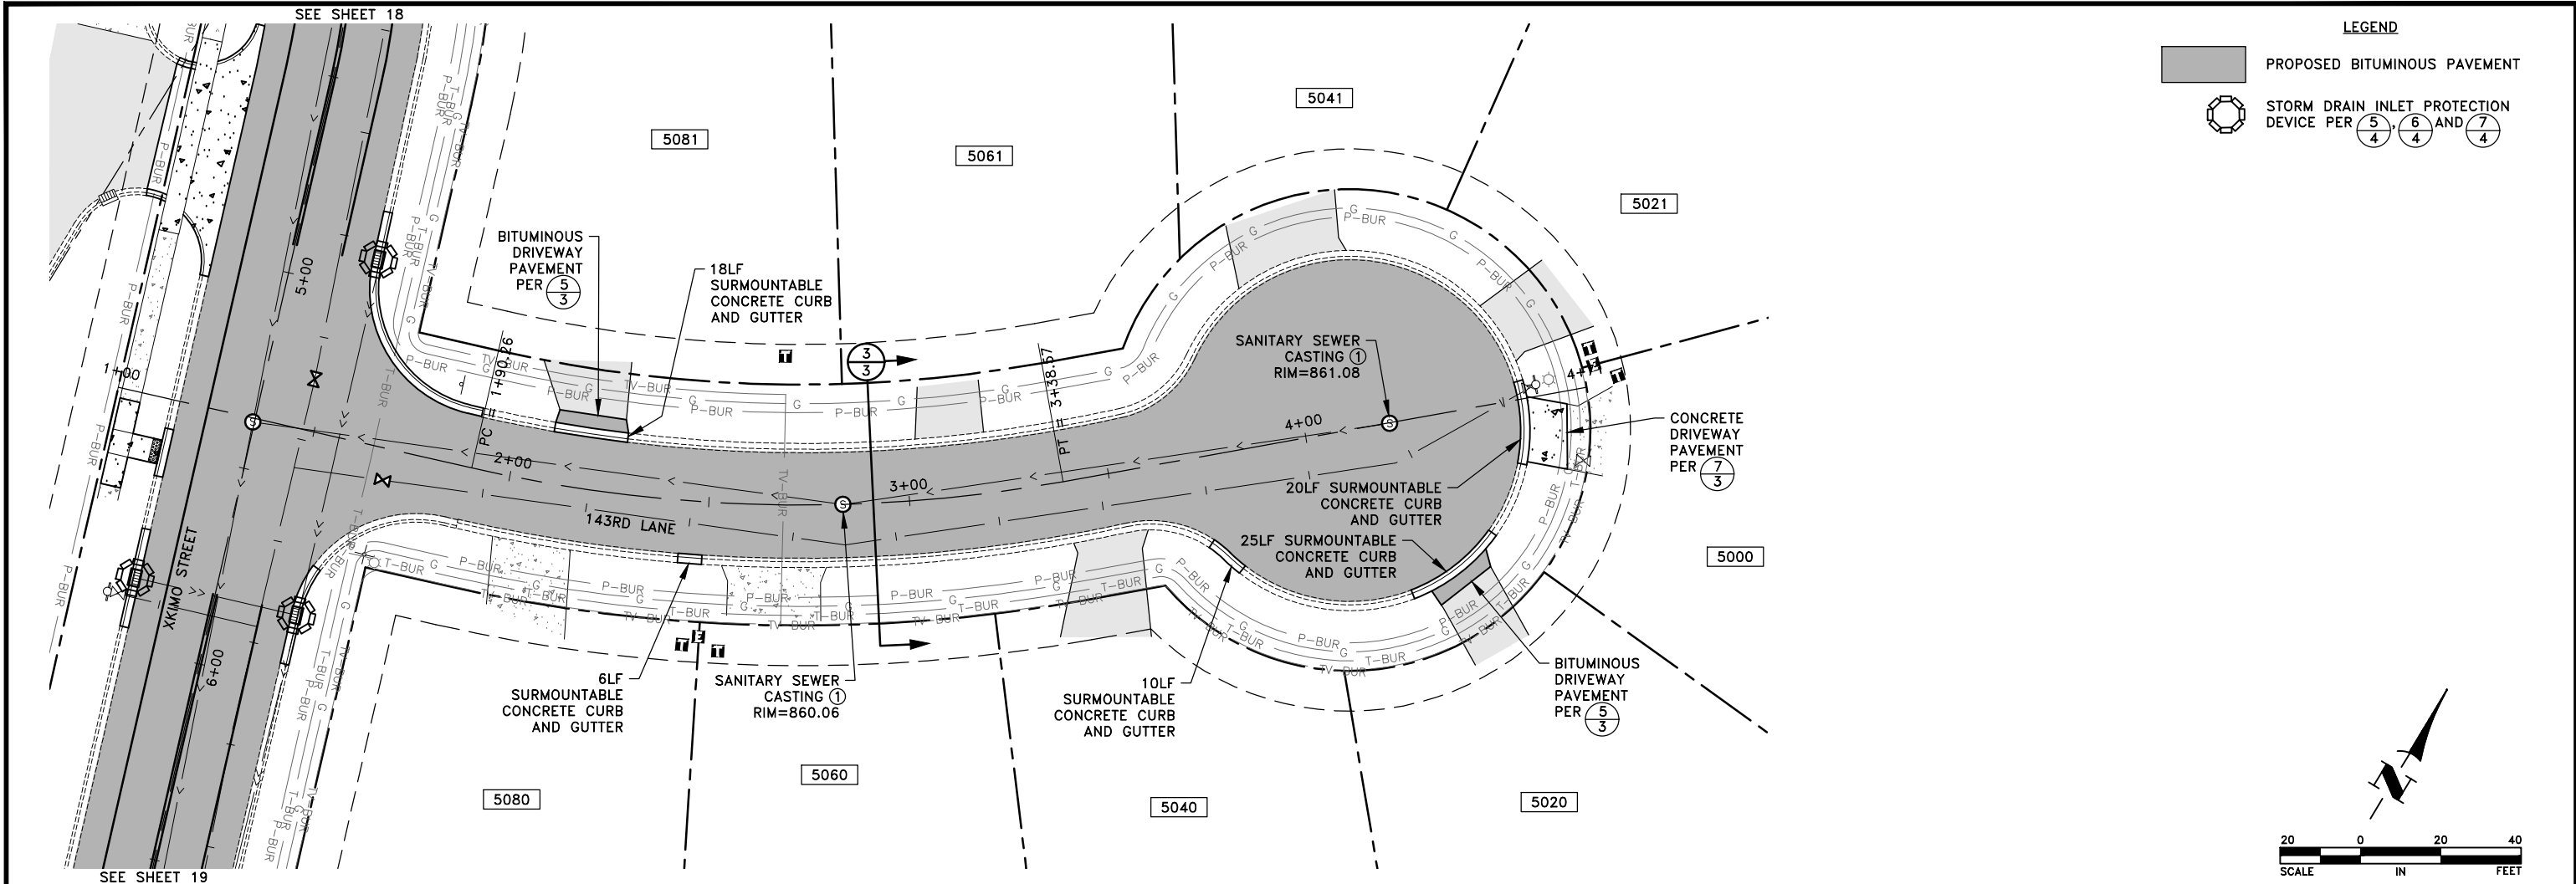 SEE SHEET 18
LEGEND
PROPOSED BITUMINOUS PAVEMENT
STORM DRAIN INLET PROTECTION
DEVICE PER 5/4, 6/4 AND 7/4
5081
5061
5041
5021
5000
5020
5040
5060
5080
BITUMINOUS
DRIVEWAY
PAVEMENT
PER 5/3
18LF
SURMOUNTABLE
CONCRETE CURB
AND GUTTER
3/3
SANITARY SEWER
CASTING ①
RIM=861.08
CONCRETE
DRIVEWAY
PAVEMENT
PER 7/3
20LF SURMOUNTABLE
CONCRETE CURB
AND GUTTER
25LF SURMOUNTABLE
CONCRETE CURB
AND GUTTER
BITUMINOUS
DRIVEWAY
PAVEMENT
PER 5/3
10LF
SURMOUNTABLE
CONCRETE CURB
AND GUTTER
SANITARY SEWER
CASTING ①
RIM=860.06
6LF
SURMOUNTABLE
CONCRETE CURB
AND GUTTER
1+00
PC = 1+90.26
2+00
3+00
PT = 3+38.57
4+00
5+00
6+00
143RD LANE
XKIMO STREET
P-BUR
T-BUR
TV-BUR
G
S
T
E
N
20 0 20 40
SCALE IN FEET
SEE SHEET 19